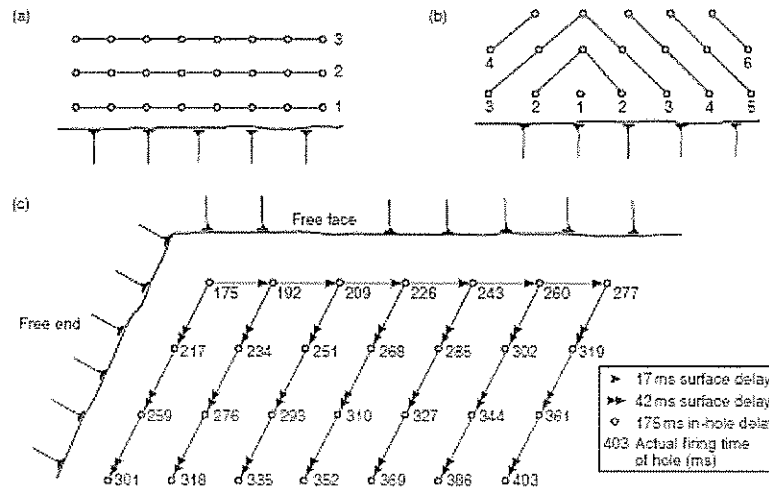 (a)
3
2
1
(b)
4 6
3 2 1 2 3 4 5
(c)
Free face
Free end
175 192 209 226 243 260 277
217 234 251 268 285 302 319
259 276 293 310 327 344 361
301 318 335 352 369 386 403
17 ms surface delay
42 ms surface delay
175 ms in-hole delay
403 Actual firing time
of hole (ms)